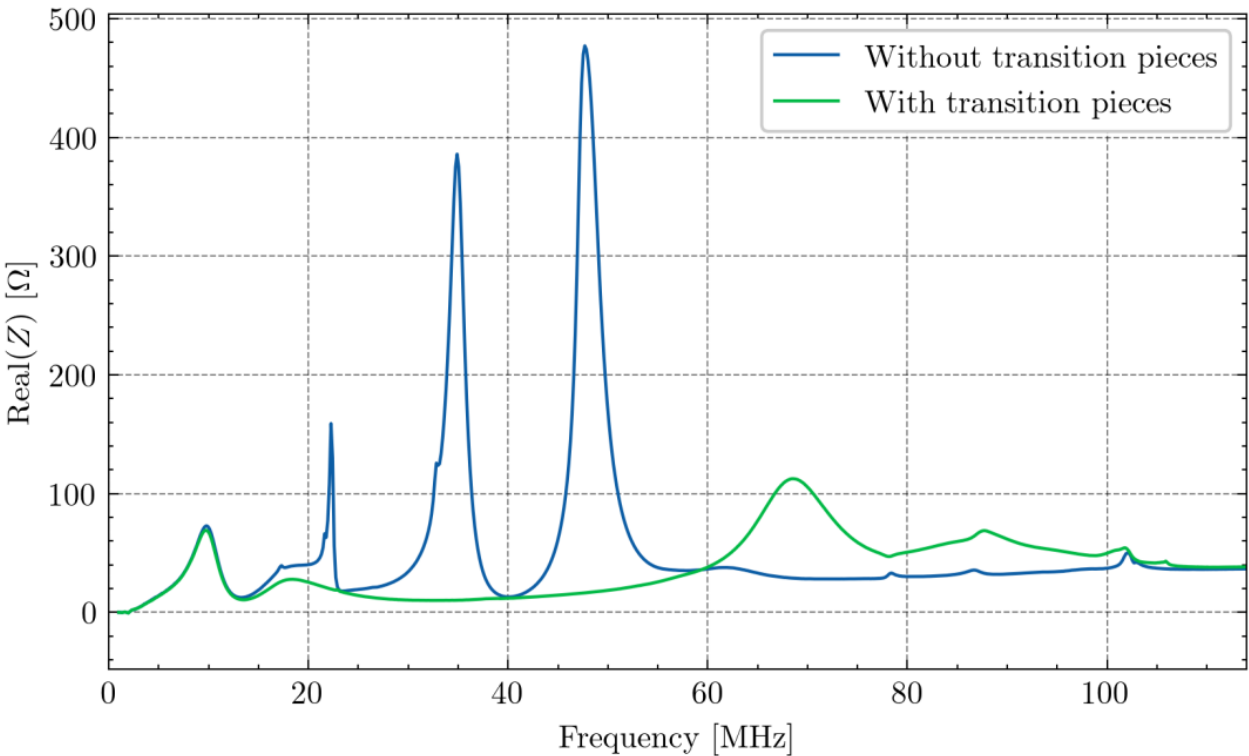 500
400
300
200
100
0
Real(Z) [Ω]
Without transition pieces
With transition pieces
0 20 40 60 80 100
Frequency [MHz]